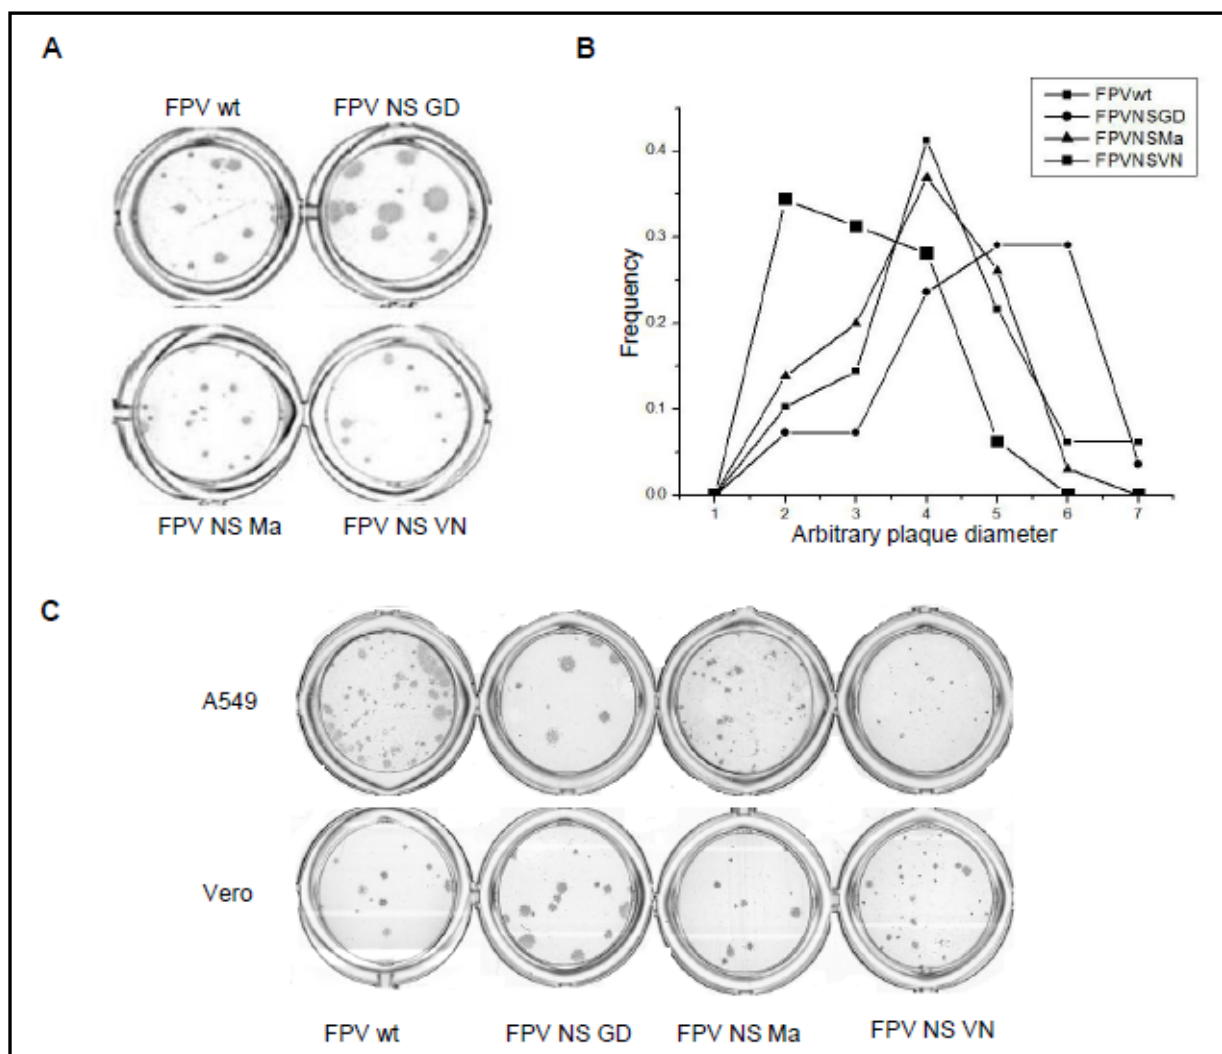 A
FPV wt
FPV NS GD
FPV NS Ma
FPV NS VN
B
FPVwt
FPVNSGD
FPVNSMa
FPVNSVN
0.4
0.3
0.2
0.1
0.0
Frequency
1 2 3 4 5 6 7
Arbitrary plaque diameter
C
A549
Vero
FPV wt
FPV NS GD
FPV NS Ma
FPV NS VN